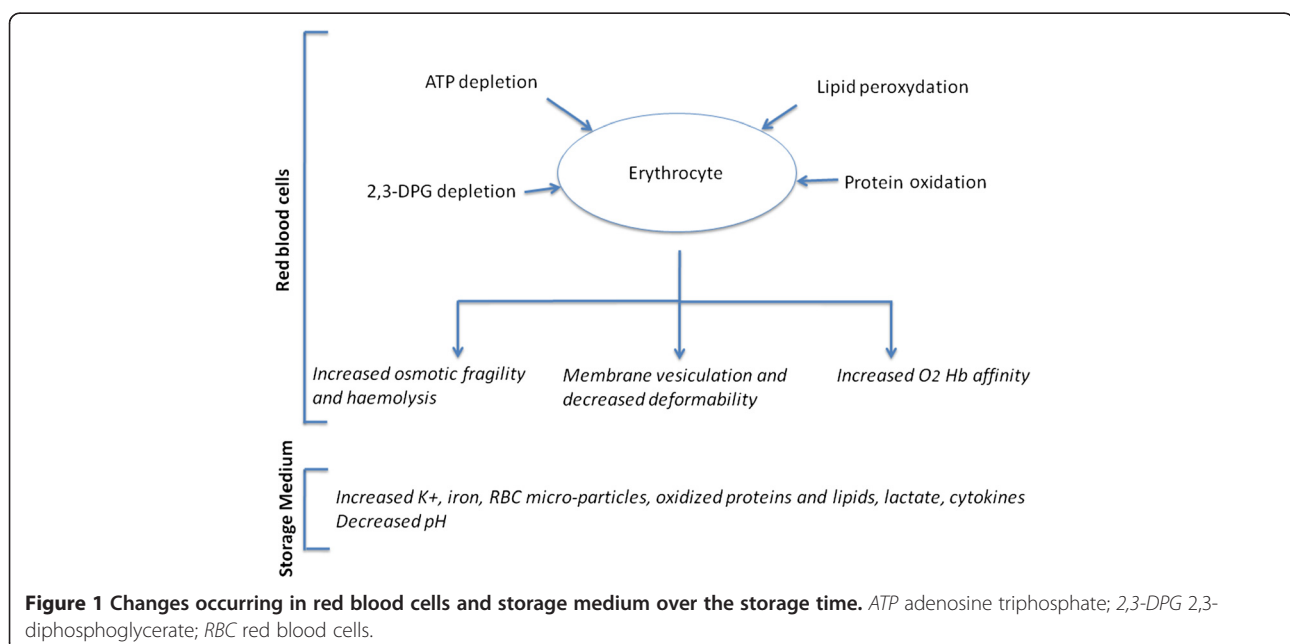 ATP depletion
Lipid peroxydation
Erythrocyte
2,3-DPG depletion
Protein oxidation
Red blood cells
Increased osmotic fragility
and haemolysis
Membrane vesiculation and
decreased deformability
Increased O2 Hb affinity
Storage Medium
Increased K+, iron, RBC micro-particles, oxidized proteins and lipids, lactate, cytokines
Decreased pH
Figure 1 Changes occurring in red blood cells and storage medium over the storage time. ATP adenosine triphosphate; 2,3-DPG 2,3-
diphosphoglycerate; RBC red blood cells.